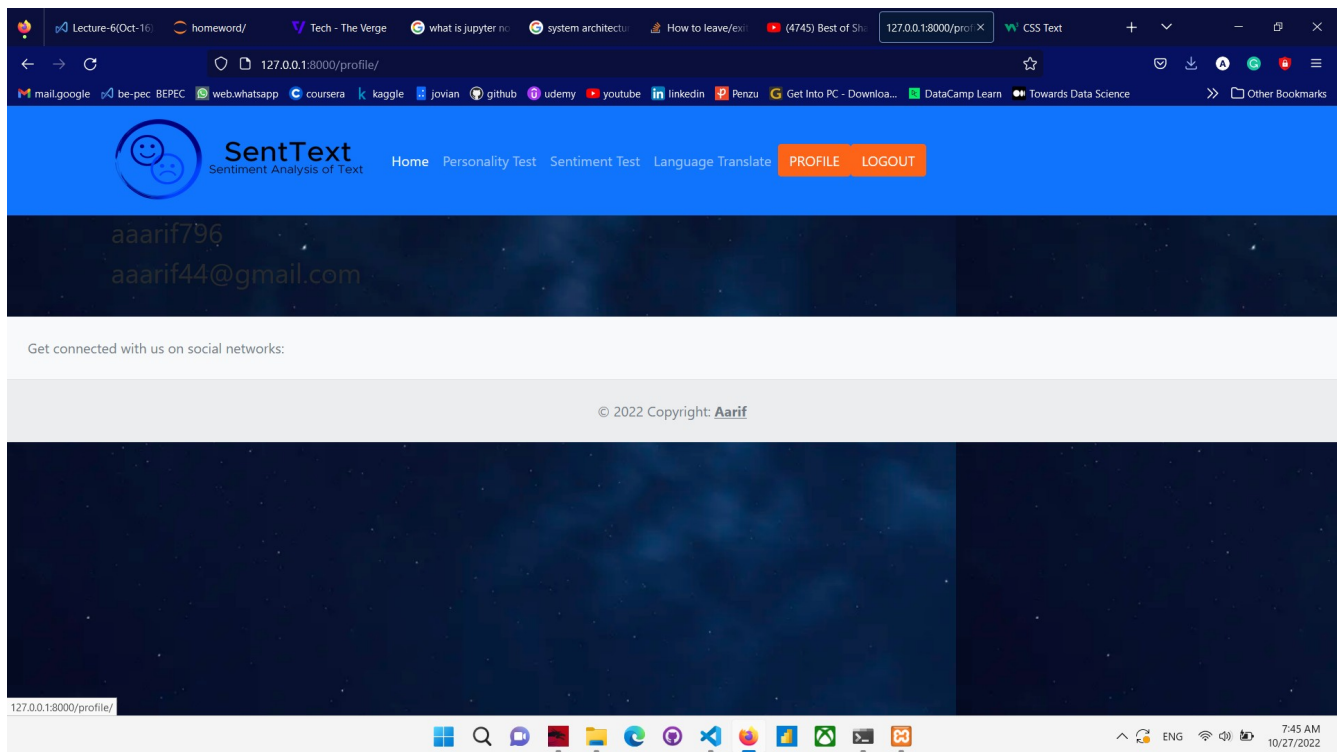 Lecture-6(Oct-16)
homeword/
Tech - The Verge
what is jupyter no
system architectur
How to leave/exi
(4745) Best of Sha
127.0.0.1:8000/prof
CSS Text
127.0.0.1:8000/profile/
mail.google
be-pec BEPEC
web.whatsapp
coursera
kaggle
jovian
github
udemy
youtube
linkedin
Penzu
Get Into PC - Downloa...
DataCamp Learn
Towards Data Science
Other Bookmarks
SentText
Sentiment Analysis of Text
Home Personality Test Sentiment Test Language Translate PROFILE LOGOUT
aaarif796
aaarif44@gmail.com
Get connected with us on social networks:
© 2022 Copyright: Aarif
127.0.0.1:8000/profile/
ENG
7:45 AM
10/27/2022